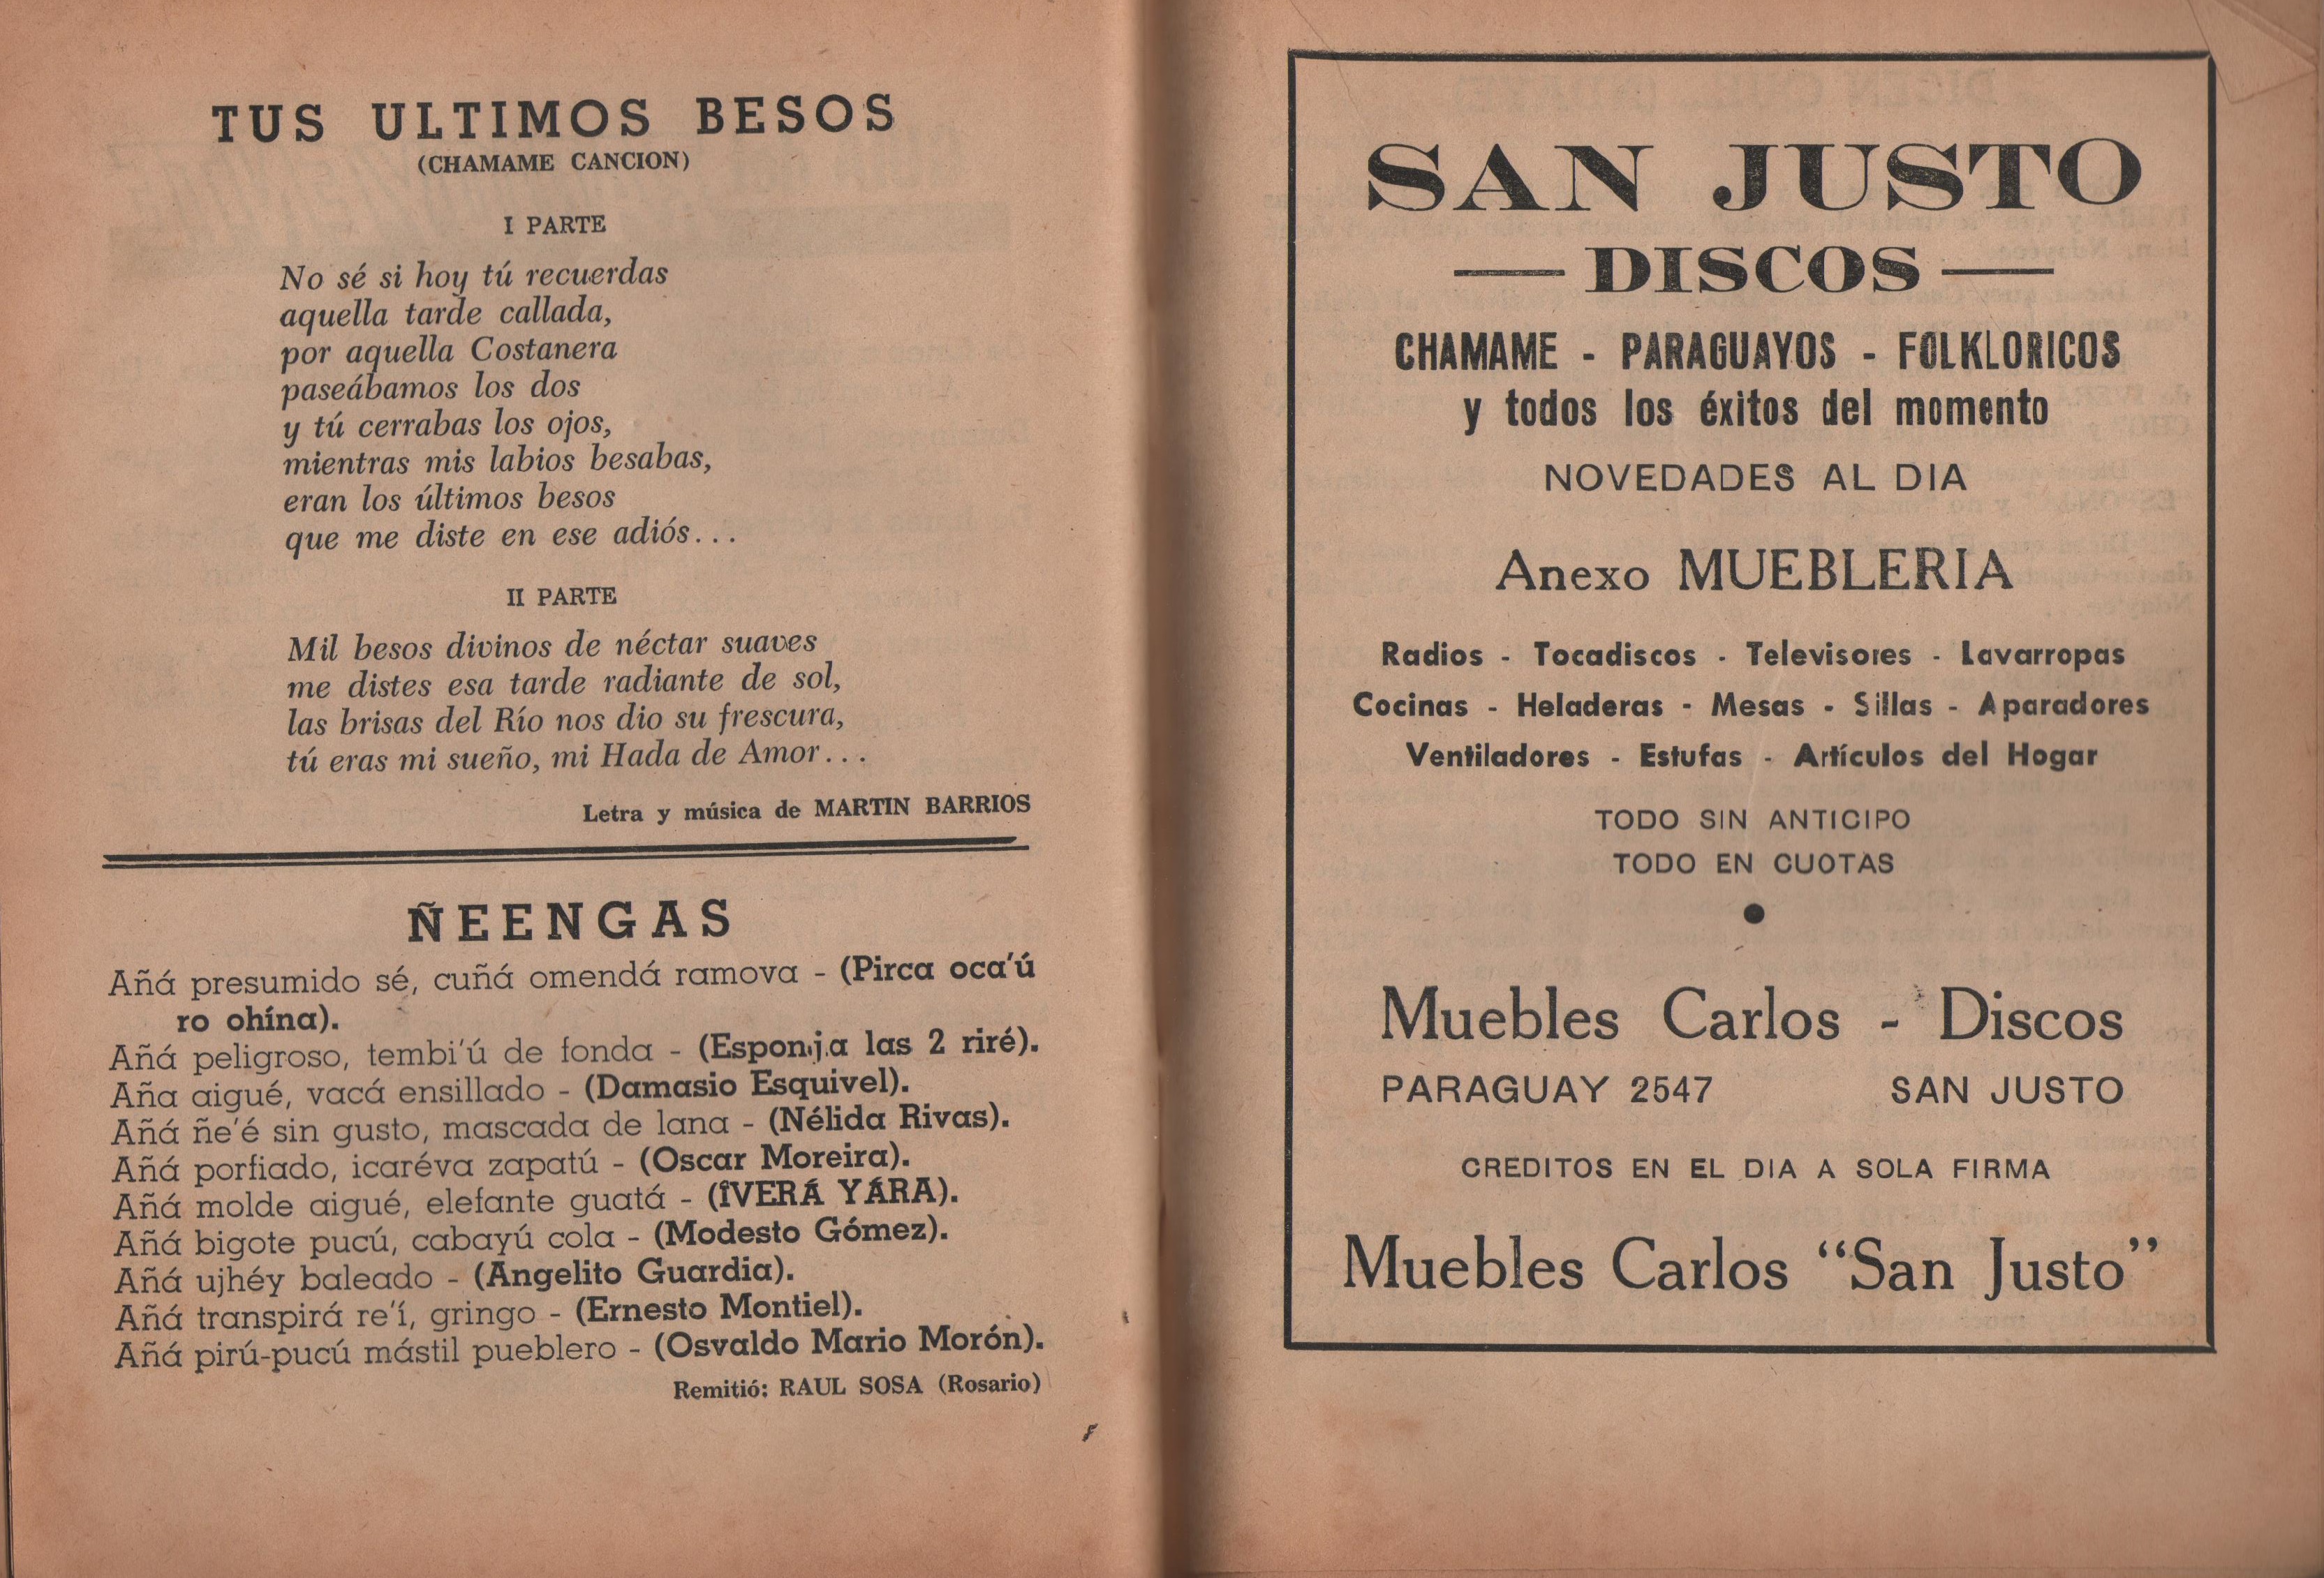 TUS ULTIMOS BESOS
(CHAMAME CANCION)
I PARTE
No sé si hoy tú recuerdas
aquella tarde callada,
por aquella Costanera
paseábamos los dos
y tú cerrabas los ojos,
mientras mis labios besabas,
eran los últimos besos
que me diste en ese adiós...
II PARTE
Mil besos divinos de néctar suaves
me distes esa tarde radiante de sol,
las brisas del Río nos dio su frescura,
tú eras mi sueño, mi Hada de Amor...
Letra y música de MARTIN BARRIOS
ÑEENGAS
Añá presumido sé, cuñá omendá ramova - (Pirca oca'ú
ro ohína).
Añá peligroso, tembi'ú de fonda - (Esponja las 2 riré).
Aña aigué, vacá ensillado - (Damasio Esquivel).
Añá ñe'é sin gusto, mascada de lana - (Nélida Rivas).
Añá porfiado, icaréva zapatú - (Oscar Moreira).
Añá molde aigué, elefante guatá - (ÎVERÁ YÁRA).
Añá bigote pucú, cabayú cola - (Modesto Gómez).
Añá ujhéy baleado - (Angelito Guardia).
Añá transpirá re'í, gringo - (Ernesto Montiel).
Añá pirú-pucú mástil pueblero - (Osvaldo Mario Morón).
Remitió: RAUL SOSA (Rosario)
SAN JUSTO
— DISCOS —
CHAMAME - PARAGUAYOS - FOLKLORICOS
y todos los éxitos del momento
NOVEDADES AL DIA
Anexo MUEBLERIA
Radios - Tocadiscos - Televisores - Lavarropas
Cocinas - Heladeras - Mesas - Sillas - Aparadores
Ventiladores - Estufas - Artículos del Hogar
TODO SIN ANTICIPO
TODO EN CUOTAS
Muebles Carlos - Discos
PARAGUAY 2547 SAN JUSTO
CREDITOS EN EL DIA A SOLA FIRMA
Muebles Carlos “San Justo”